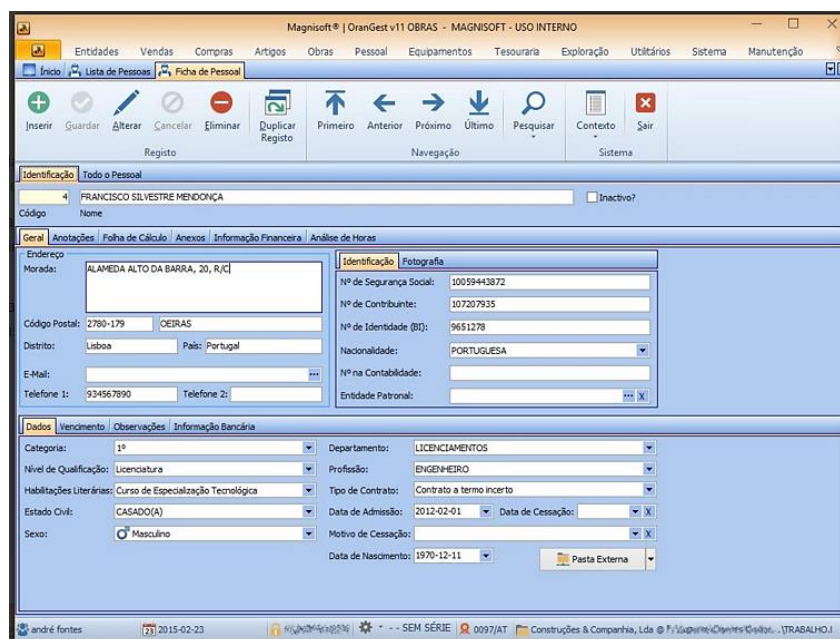 Magnisoft® | OranGest v11 OBRAS - MAGNISOFT - USO INTERNO
Entidades Vendas Compras Artigos Obras Pessoal Equipamentos Tesouraria Exploração Utilitários Sistema Manutenção
Ínicio Lista de Pessoas Ficha de Pessoal
Inserir Guardar Alterar Cancelar Eliminar Duplicar Registo Primeiro Anterior Próximo Último Pesquisar Contexto Sair
Registo Navegação Sistema
Identificação Todo o Pessoal
4 FRANCISCO SILVESTRE MENDONÇA Inactivo?
Código Nome
Geral Anotações Folha de Cálculo Anexos Informação Financeira Análise de Horas
Endereço
Morada: ALAMEDA ALTO DA BARRA, 20, R/C
Código Postal: 2780-179 OEIRAS
Distrito: Lisboa País: Portugal
E-Mail:
Telefone 1: 934567890 Telefone 2:
Identificação Fotografia
Nº de Segurança Social: 10059443872
Nº de Contribuinte: 107207935
Nº de Identidade (BI): 9651278
Nacionalidade: PORTUGUESA
Nº na Contabilidade:
Entidade Patronal:
Dados Vencimento Observações Informação Bancária
Categoria: 1º Departamento: LICENCIAMENTOS
Nível de Qualificação: Licenciatura Profissão: ENGENHEIRO
Habilitações Literárias: Curso de Especialização Tecnológica Tipo de Contrato: Contrato a termo incerto
Estado Civil: CASADO(A) Data de Admissão: 2012-02-01 Data de Cessação:
Sexo: Masculino Motivo de Cessação:
Data de Nascimento: 1970-12-11 Pasta Externa
andré fontes 2015-02-23 - - SEM SÉRIE 0097/AT Construções & Companhia, Lda @ \TRABALHO.I